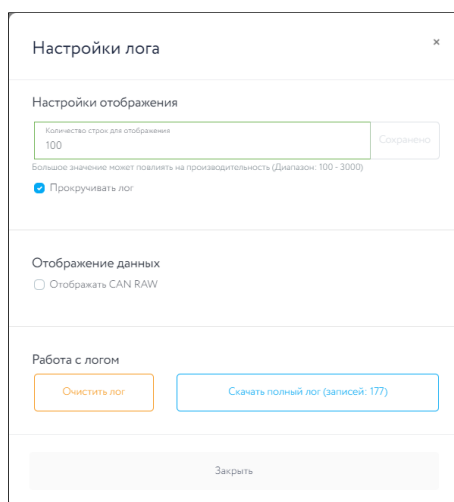 Настройки лога
×
Настройки отображения
Количество строк для отображения
100
Сохранено
Большое значение может повлиять на производительность (Диапазон: 100 - 3000)
Прокручивать лог
Отображение данных
Отображать CAN RAW
Работа с логом
Очистить лог
Скачать полный лог (записей: 177)
Закрыть